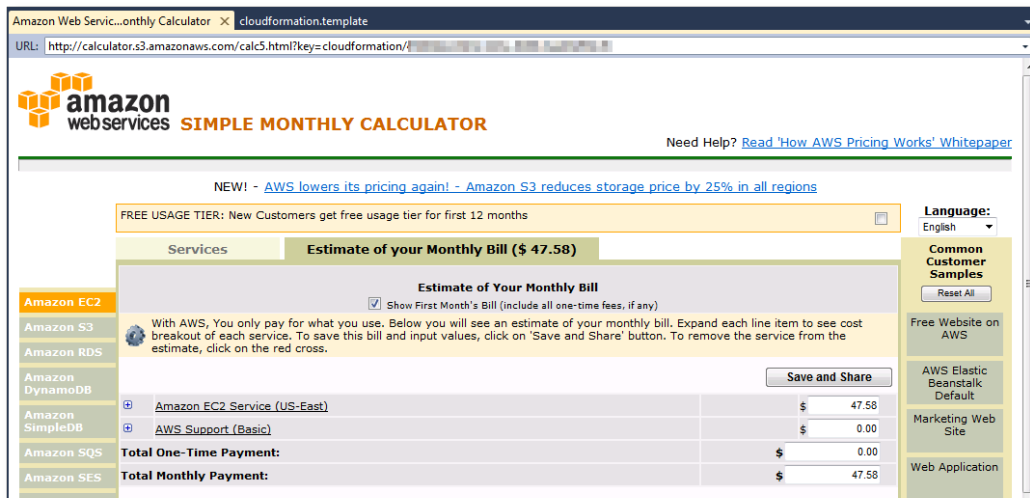 Amazon Web Servic...onthly Calculator X cloudformation.template
URL: http://calculator.s3.amazonaws.com/calc5.html?key=cloudformation/
amazon
webservices SIMPLE MONTHLY CALCULATOR
Need Help? Read 'How AWS Pricing Works' Whitepaper
NEW! - AWS lowers its pricing again! - Amazon S3 reduces storage price by 25% in all regions
FREE USAGE TIER: New Customers get free usage tier for first 12 months
Language:
English
Services Estimate of your Monthly Bill ($ 47.58)
Common
Customer
Samples
Reset All
Estimate of Your Monthly Bill
Show First Month's Bill (include all one-time fees, if any)
With AWS, You only pay for what you use. Below you will see an estimate of your monthly bill. Expand each line item to see cost
breakout of each service. To save this bill and input values, click on 'Save and Share' button. To remove the service from the
estimate, click on the red cross.
Save and Share
Amazon EC2 Service (US-East) $ 47.58
AWS Support (Basic) $ 0.00
Total One-Time Payment: $ 0.00
Total Monthly Payment: $ 47.58
Amazon EC2
Amazon S3
Amazon RDS
Amazon
DynamoDB
Amazon
SimpleDB
Amazon SQS
Amazon SES
Free Website on
AWS
AWS Elastic
Beanstalk
Default
Marketing Web
Site
Web Application